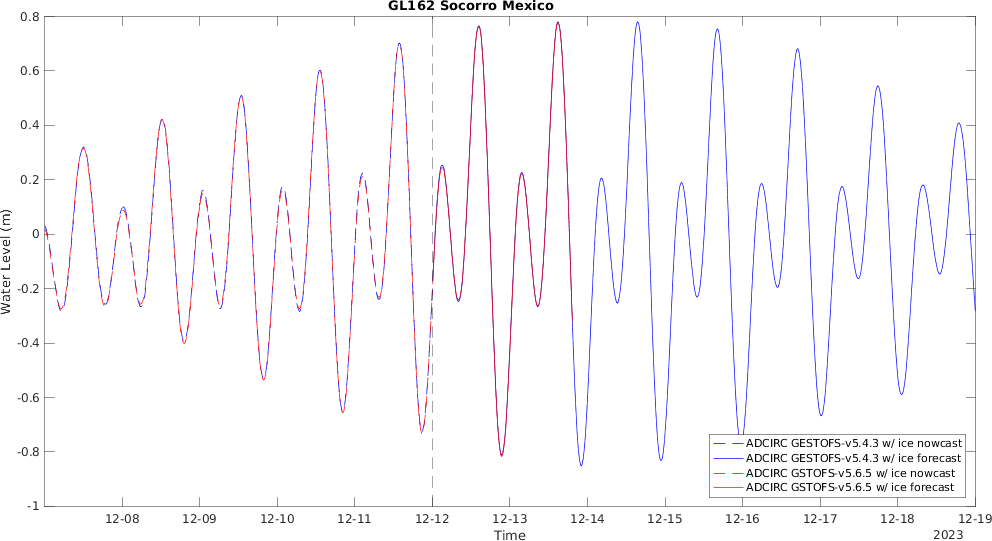 GL162 Socorro Mexico
0.8
0.6
0.4
0.2
0
-0.2
-0.4
-0.6
-0.8
-1
Water Level (m)
ADCIRC GESTOFS-v5.4.3 w/ ice nowcast
ADCIRC GESTOFS-v5.4.3 w/ ice forecast
ADCIRC GSTOFS-v5.6.5 w/ ice nowcast
ADCIRC GSTOFS-v5.6.5 w/ ice forecast
12-08 12-09 12-10 12-11 12-12 12-13 12-14 12-15 12-16 12-17 12-18 12-19
Time
2023